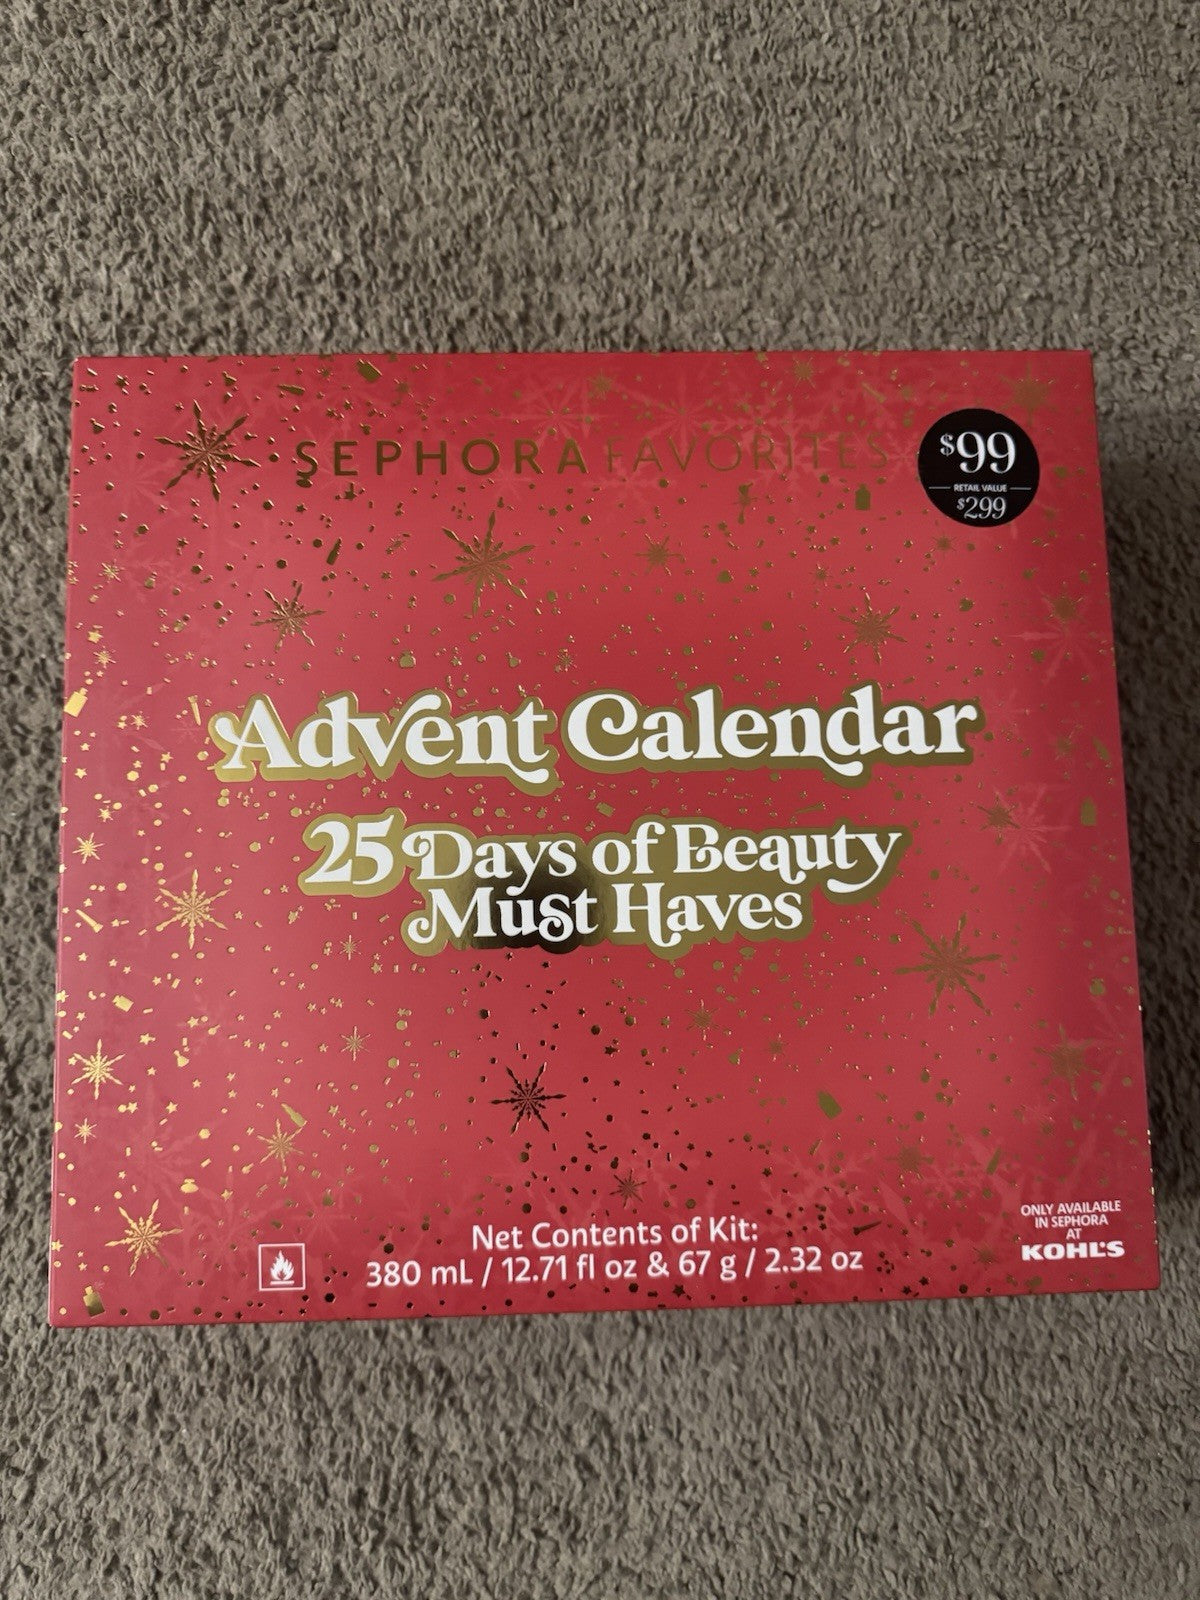 SEPHORA FAVORITES
$99
RETAIL VALUE
$299
Advent Calendar
25 Days of Beauty
Must Haves
Net Contents of Kit:
380 mL / 12.71 fl oz & 67 g / 2.32 oz
ONLY AVAILABLE
IN SEPHORA
AT
KOHL'S